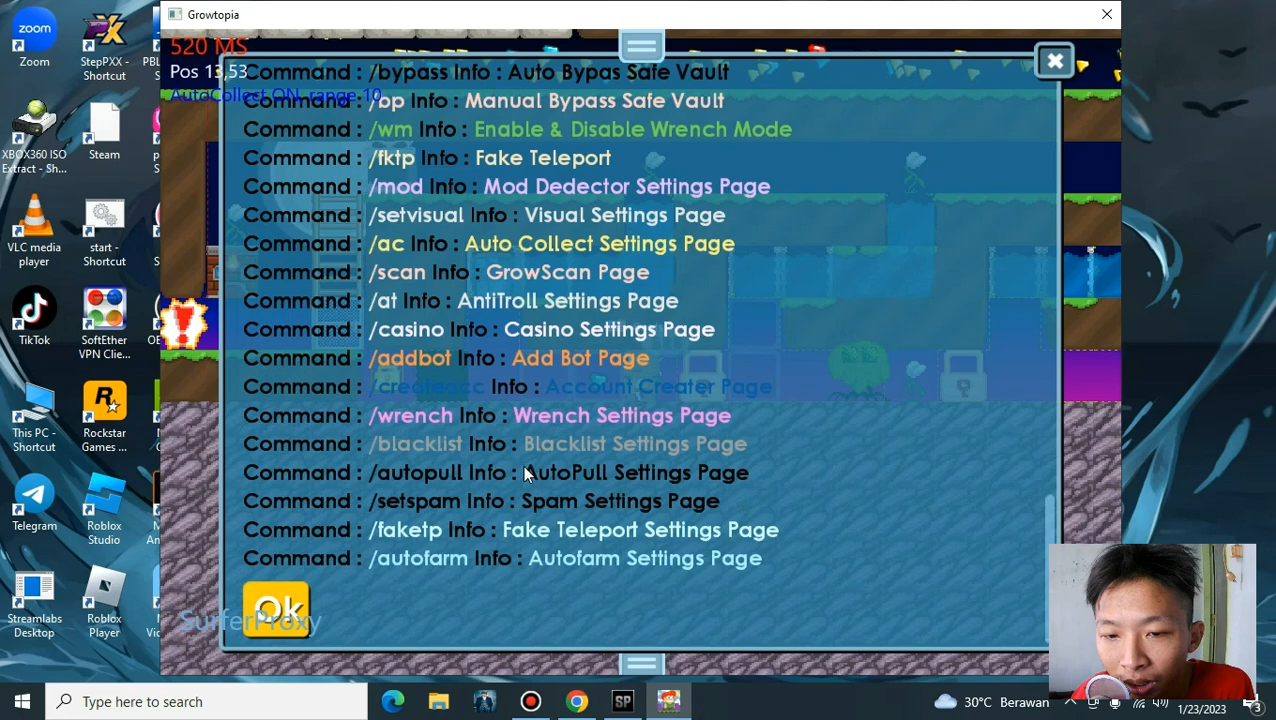 Growtopia
520 MS
Pos 13,53
AutoCollect ON, range 10
Command : /bypass Info : Auto Bypas Safe Vault
Command : /bp Info : Manual Bypass Safe Vault
Command : /wm Info : Enable & Disable Wrench Mode
Command : /fktp Info : Fake Teleport
Command : /mod Info : Mod Dedector Settings Page
Command : /setvisual Info : Visual Settings Page
Command : /ac Info : Auto Collect Settings Page
Command : /scan Info : GrowScan Page
Command : /at Info : AntiTroll Settings Page
Command : /casino Info : Casino Settings Page
Command : /addbot Info : Add Bot Page
Command : /createacc Info : Account Creater Page
Command : /wrench Info : Wrench Settings Page
Command : /blacklist Info : Blacklist Settings Page
Command : /autopull Info : AutoPull Settings Page
Command : /setspam Info : Spam Settings Page
Command : /faketp Info : Fake Teleport Settings Page
Command : /autofarm Info : Autofarm Settings Page
Ok
SurferProxy
Zoom
StepPXX -
Shortcut
XBOX360 ISO
Extract - Sh...
Steam
VLC media
player
start -
Shortcut
TikTok
SoftEther
VPN Clie...
This PC -
Shortcut
Rockstar
Games ...
Telegram
Roblox
Studio
Streamlabs
Desktop
Roblox
Player
Type here to search
SP
30°C Berawan
1/23/2023
3